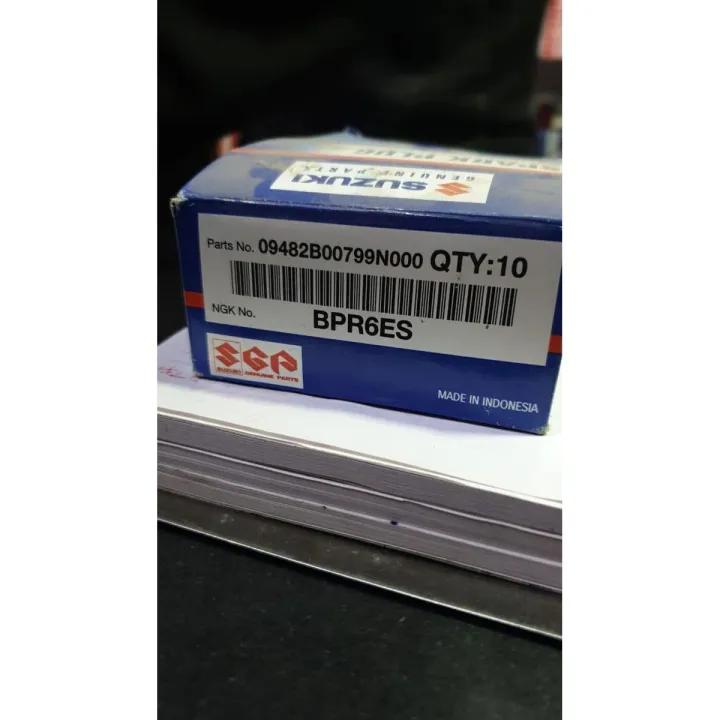 SPARK PLUG
SUZUKI
GENUINE PARTS
Parts No. 09482B00799N000 QTY:10
NGK No.
BPR6ES
SGP
SUZUKI GENUINE PARTS
MADE IN INDONESIA